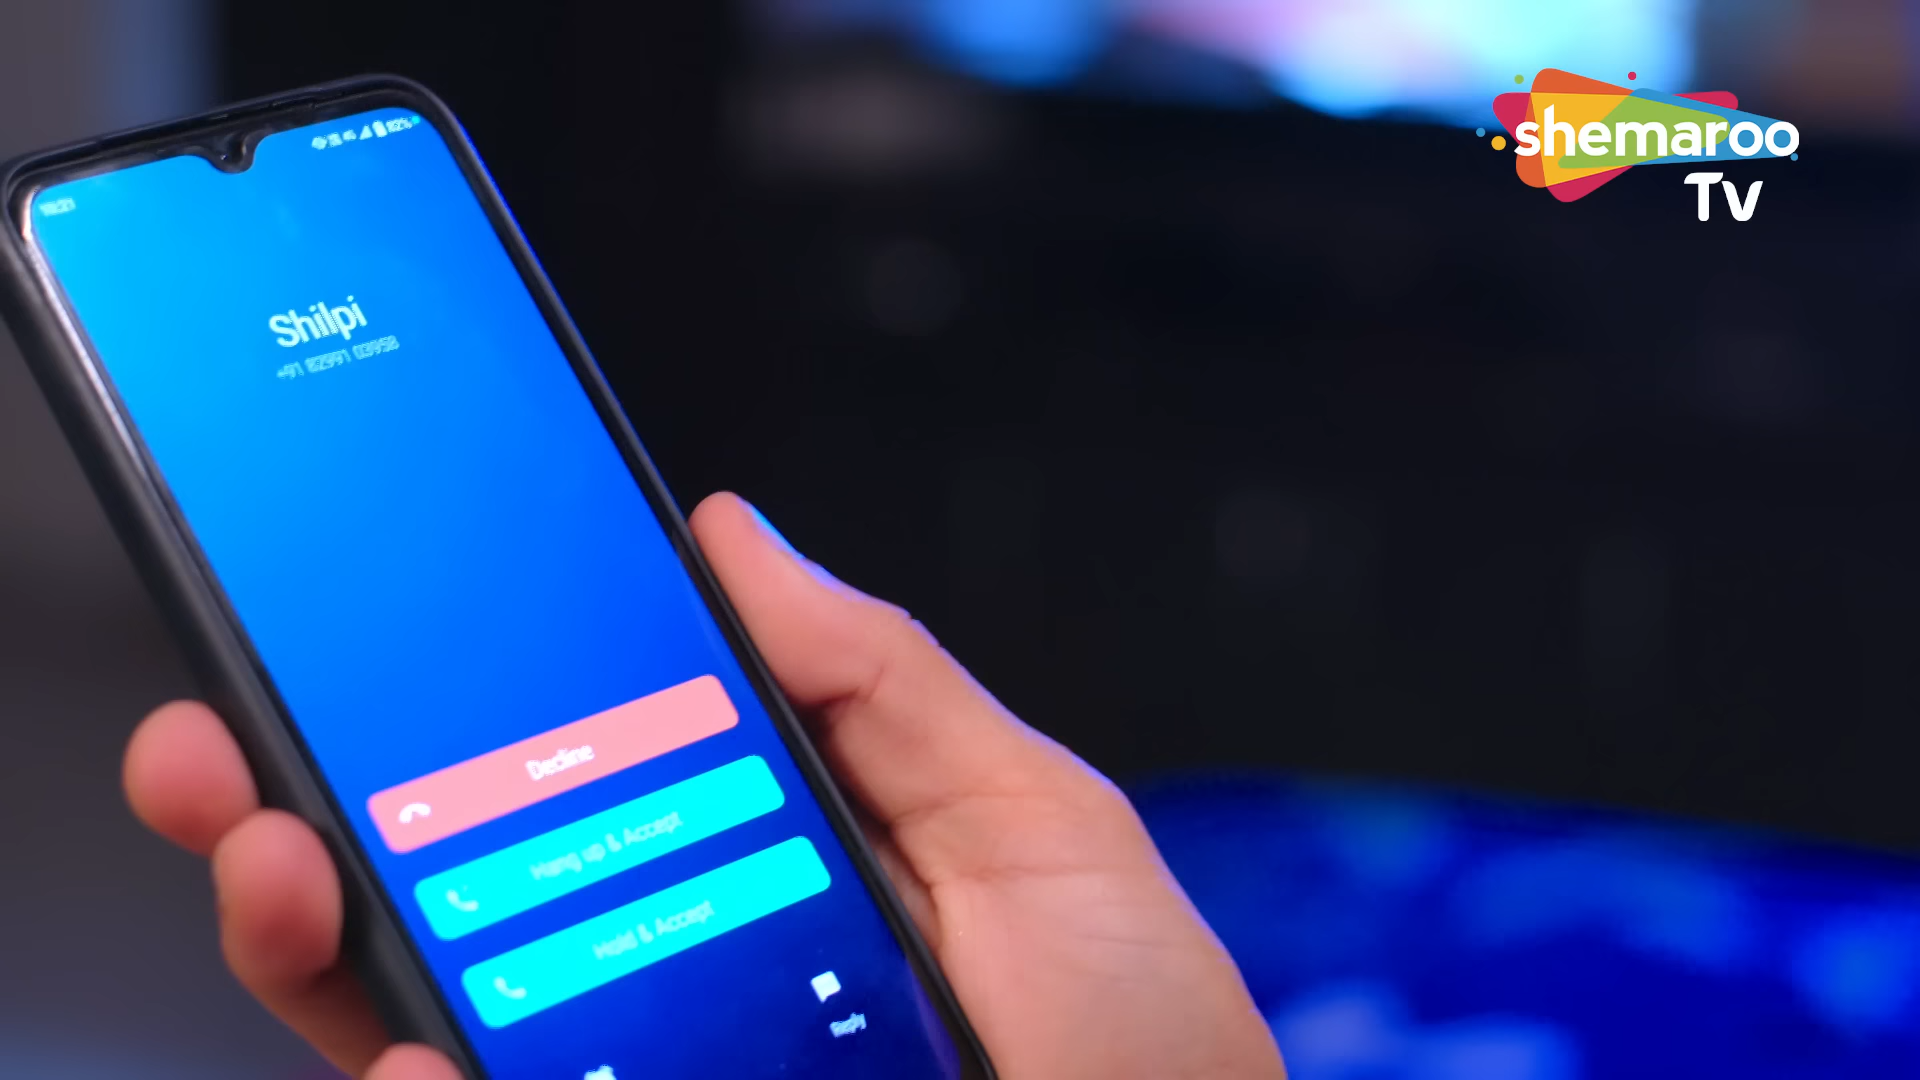 shemaroo
Tv
Shilpi
Decline
Hang up & Accept
Hold & Accept
Reply